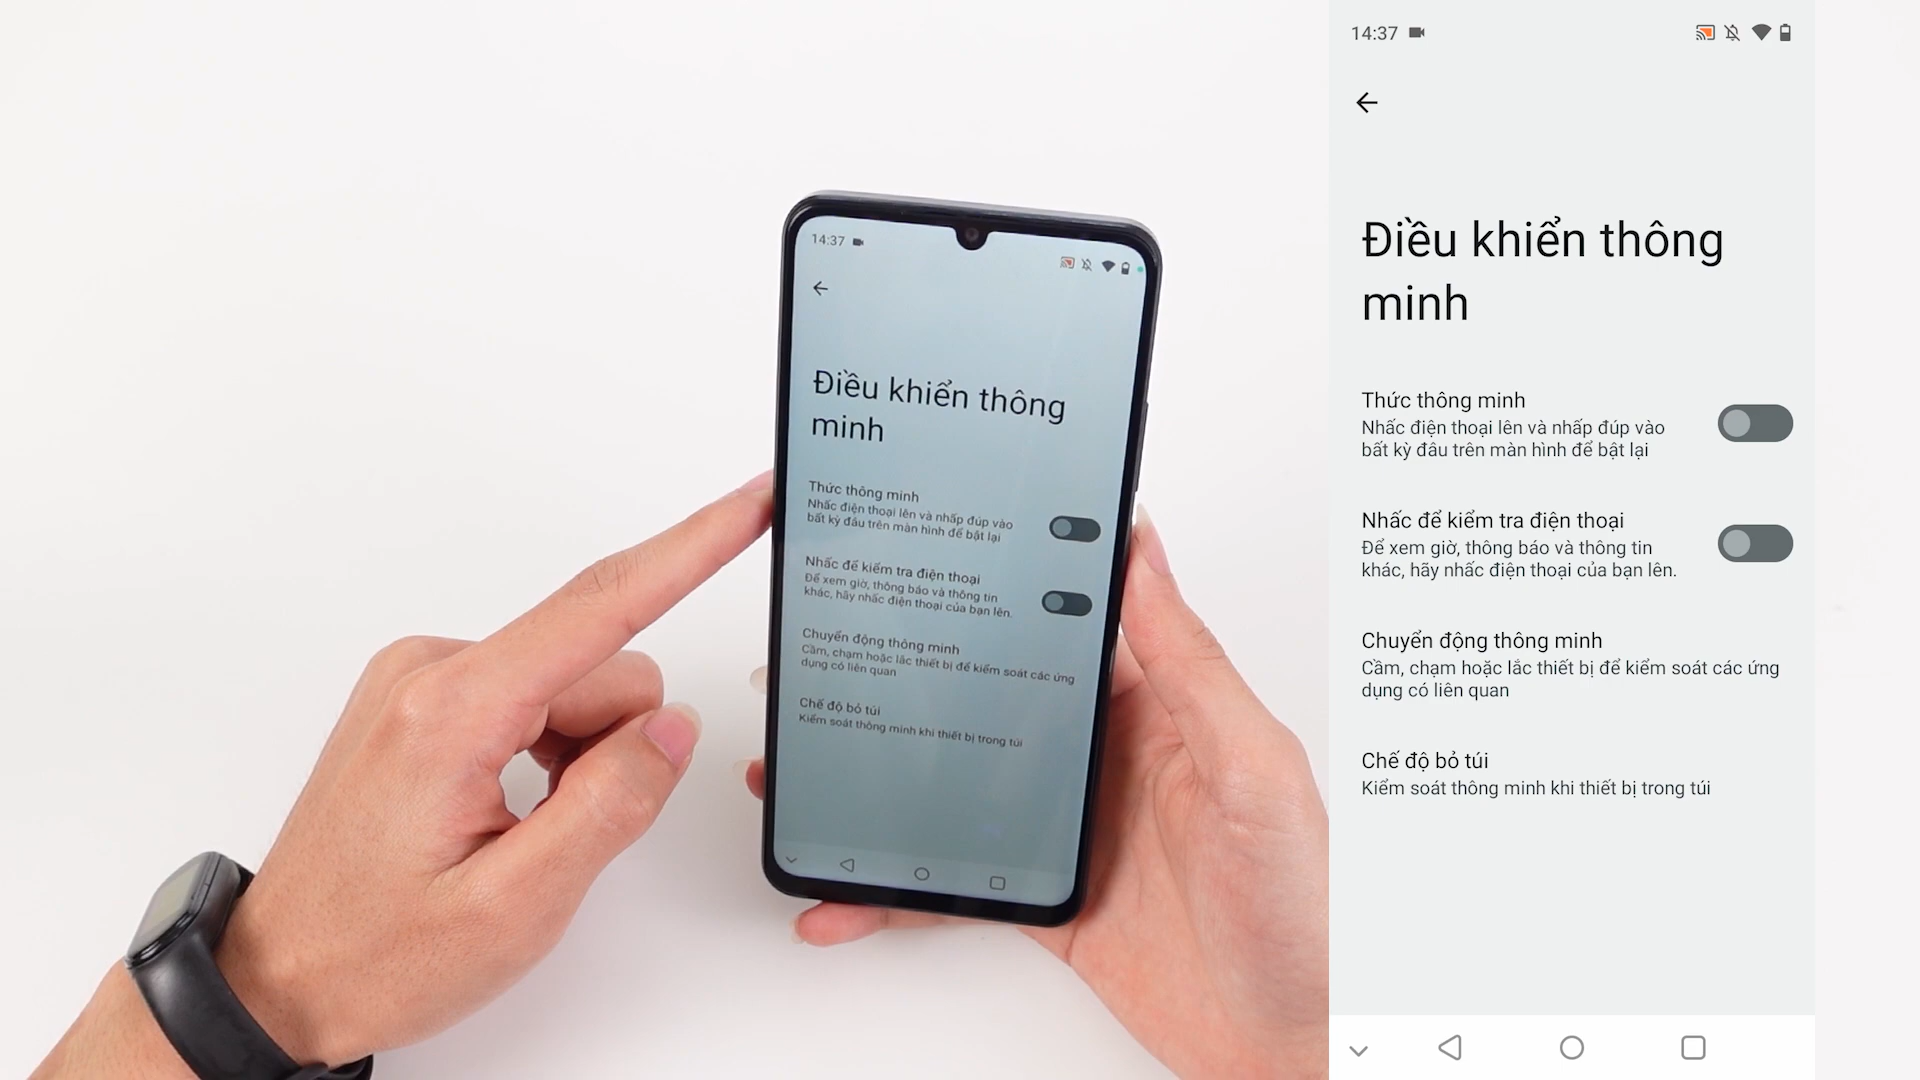 14:37
Điều khiển thông
minh
Thức thông minh
Nhấc điện thoại lên và nhấp đúp vào
bất kỳ đâu trên màn hình để bật lại
Nhấc để kiểm tra điện thoại
Để xem giờ, thông báo và thông tin
khác, hãy nhấc điện thoại của bạn lên.
Chuyển động thông minh
Cầm, chạm hoặc lắc thiết bị để kiểm soát các ứng
dụng có liên quan
Chế độ bỏ túi
Kiểm soát thông minh khi thiết bị trong túi
14:37
Điều khiển thông
minh
Thức thông minh
Nhấc điện thoại lên và nhấp đúp vào
bất kỳ đâu trên màn hình để bật lại
Nhấc để kiểm tra điện thoại
Để xem giờ, thông báo và thông tin
khác, hãy nhấc điện thoại của bạn lên.
Chuyển động thông minh
Cầm, chạm hoặc lắc thiết bị để kiểm soát các ứng
dụng có liên quan
Chế độ bỏ túi
Kiểm soát thông minh khi thiết bị trong túi